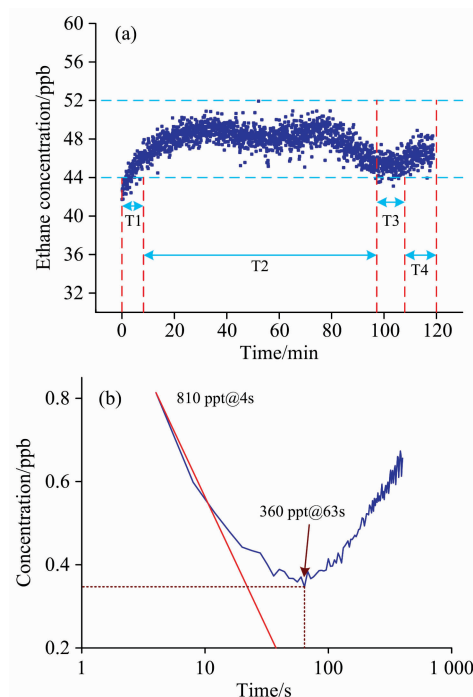 (a)
Ethane concentration/ppb
60
56
52
48
44
40
36
32
T1
T2
T3
T4
0 20 40 60 80 100 120
Time/min
(b)
Concentration/ppb
0.8
0.6
0.4
0.2
810 ppt@4s
360 ppt@63s
1 10 100 1 000
Time/s